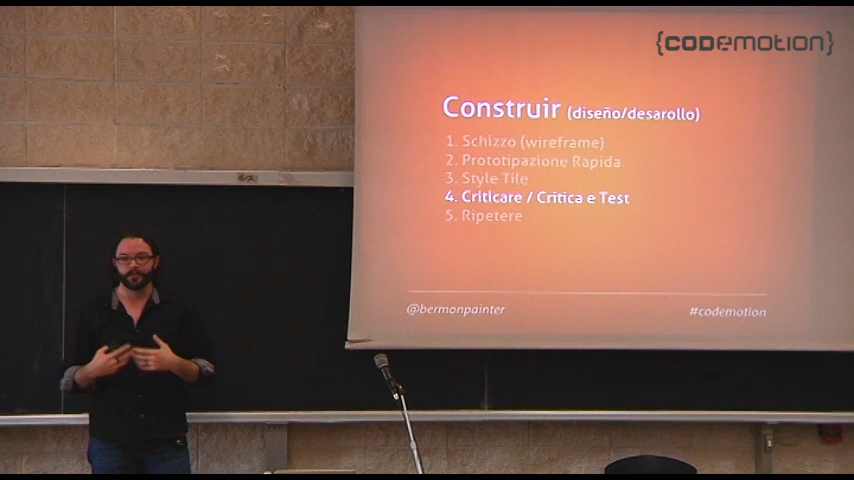 {CODEMOTION}
Construir (diseño/desarollo)
1. Schizzo (wireframe)
2. Prototipazione Rapida
3. Style Tile
4. Criticare / Critica e Test
5. Ripetere
@bermonpainter
#codemotion